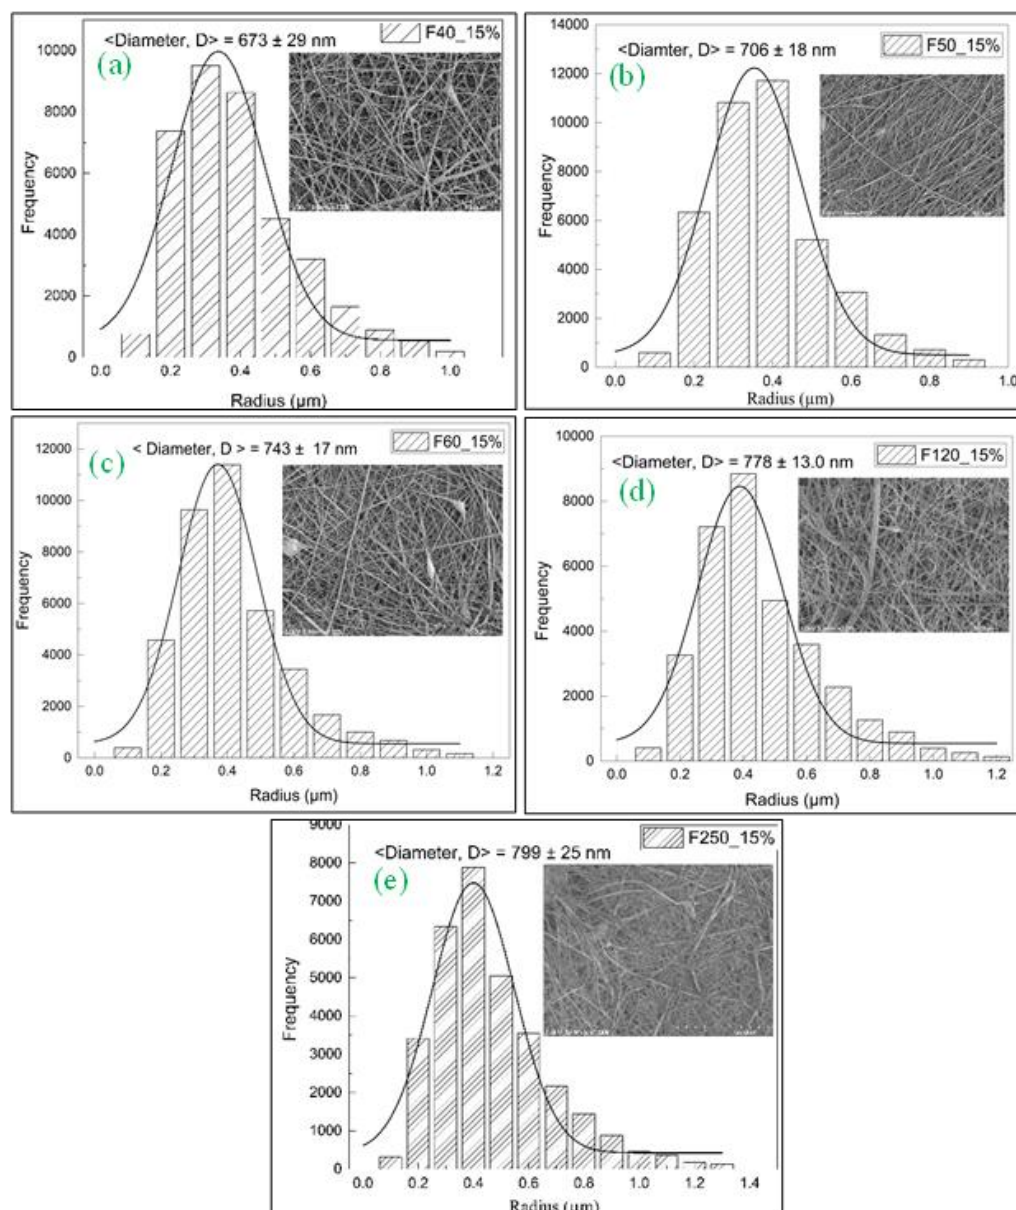 <Diameter, D> = 673 ± 29 nm
F40_15%
(a)
10000
8000
6000
4000
2000
0
Frequency
0.0 0.2 0.4 0.6 0.8 1.0
Radius (µm)
14000
<Diamter, D> = 706 ± 18 nm
F50_15%
(b)
12000
10000
8000
6000
4000
2000
0
Frequency
0.0 0.2 0.4 0.6 0.8 1.0
Radius (µm)
< Diameter, D > = 743 ± 17 nm
F60_15%
(c)
12000
10000
8000
6000
4000
2000
0
Frequency
0.0 0.2 0.4 0.6 0.8 1.0 1.2
Radius (µm)
10000
<Diameter, D> = 778 ± 13.0 nm
F120_15%
(d)
8000
6000
4000
2000
0
Frequency
0.0 0.2 0.4 0.6 0.8 1.0 1.2
Radius (µm)
9000
F250_15%
<Diameter, D> = 799 ± 25 nm
(e)
8000
7000
6000
5000
4000
3000
2000
1000
0
Frequency
0.0 0.2 0.4 0.6 0.8 1.0 1.2 1.4
Radius (µm)